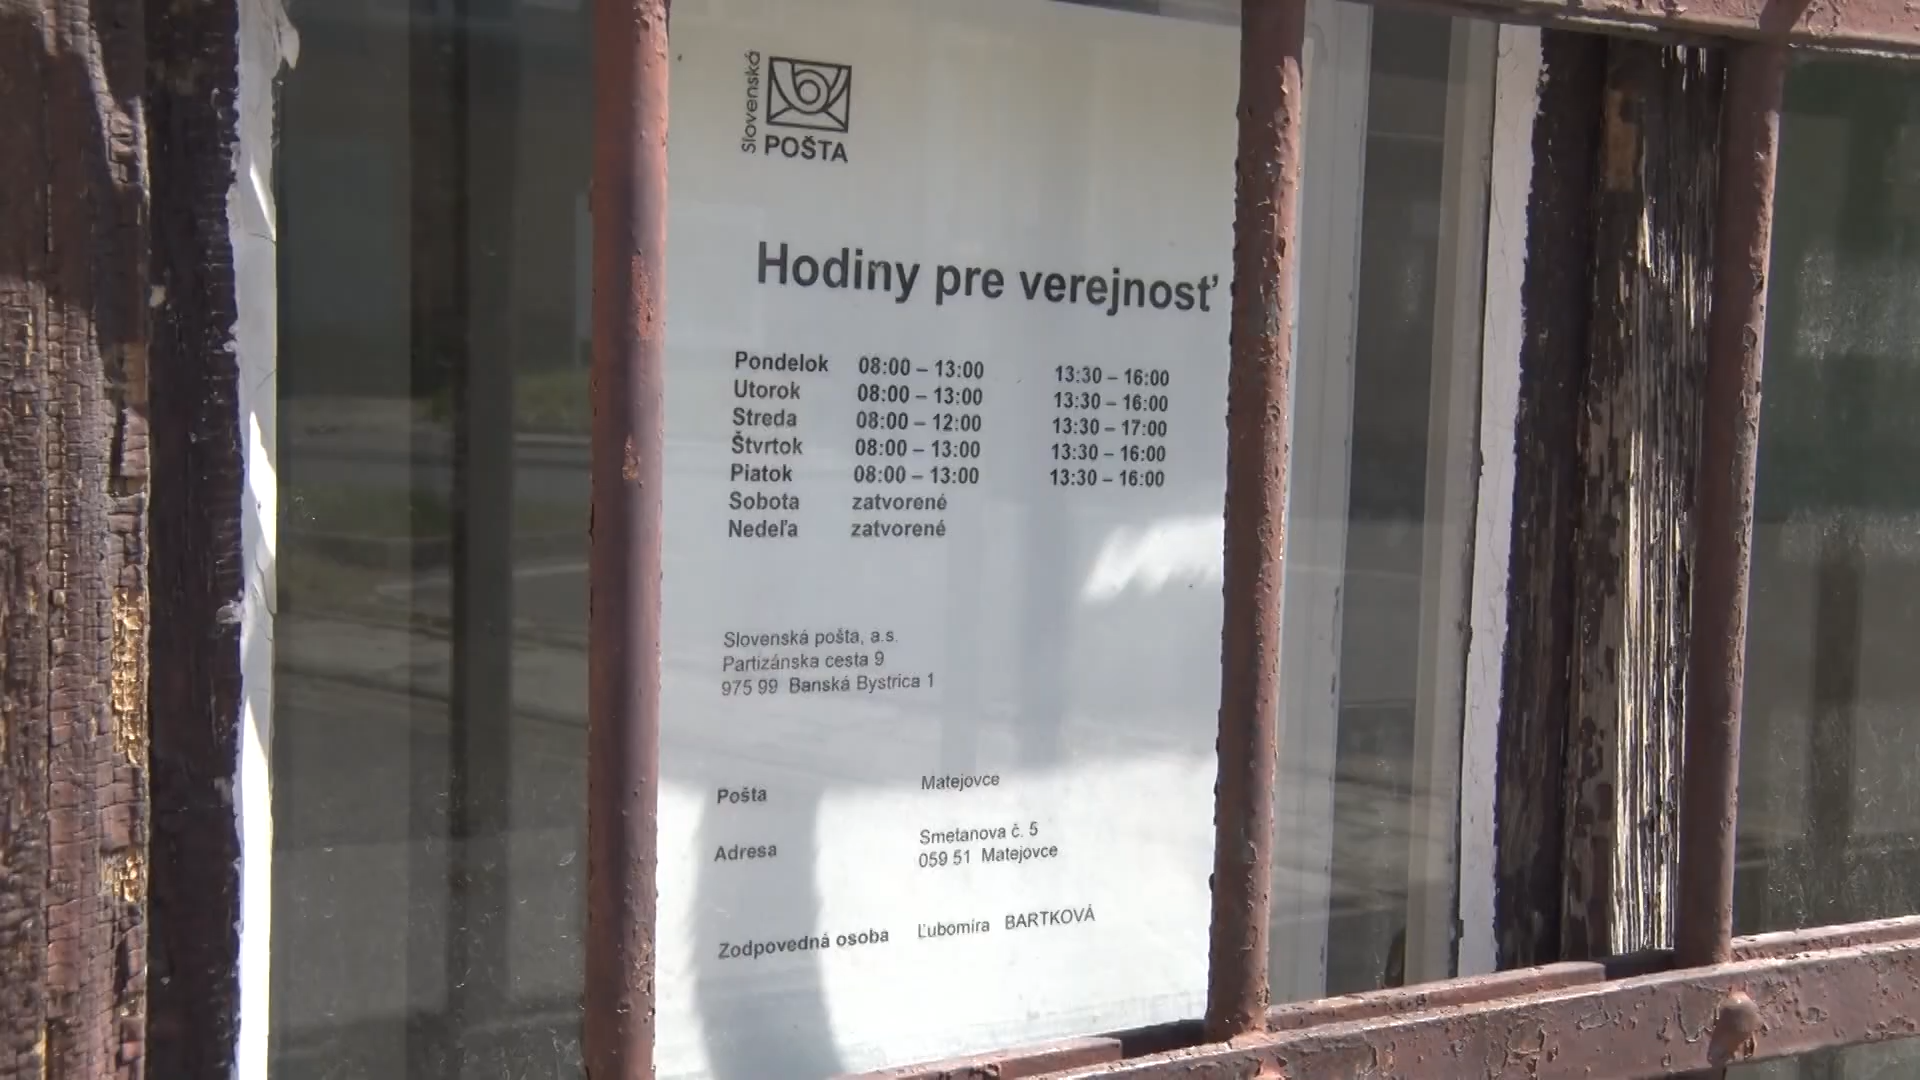 Slovenská
POŠTA
Hodiny pre verejnosť
Pondelok 08:00 – 13:00 13:30 – 16:00
Utorok 08:00 – 13:00 13:30 – 16:00
Streda 08:00 – 12:00 13:30 – 17:00
Štvrtok 08:00 – 13:00 13:30 – 16:00
Piatok 08:00 – 13:00 13:30 – 16:00
Sobota zatvorené
Nedeľa zatvorené
Slovenská pošta, a.s.
Partizánska cesta 9
975 99 Banská Bystrica 1
Pošta Matejovce
Adresa Smetanova č. 5
059 51 Matejovce
Zodpovedná osoba Ľubomíra BARTKOVÁ